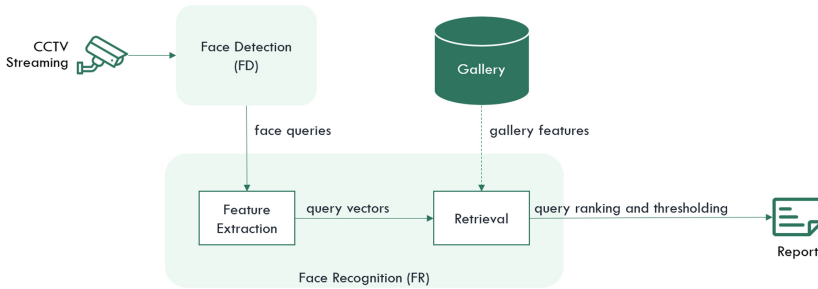 CCTV
Streaming
Face Detection
(FD)
Gallery
face queries
gallery features
Feature
Extraction
query vectors
Retrieval
query ranking and thresholding
Report
Face Recognition (FR)